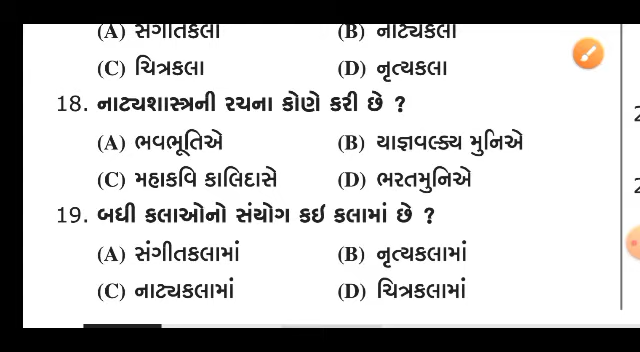 (A) સંગીતકલા (B) નાટ્યકલા
(C) ચિત્રકલા (D) નૃત્યકલા
18. નાટ્યશાસ્ત્રની રચના કોણે કરી છે ?
(A) ભવભૂતિએ (B) યાજ્ઞવલ્ક્ય મુનિએ
(C) મહાકવિ કાલિદાસે (D) ભરતમુનિએ
19. બધી કલાઓનો સંયોગ કઈ કલામાં છે ?
(A) સંગીતકલામાં (B) નૃત્યકલામાં
(C) નાટ્યકલામાં (D) ચિત્રકલામાં